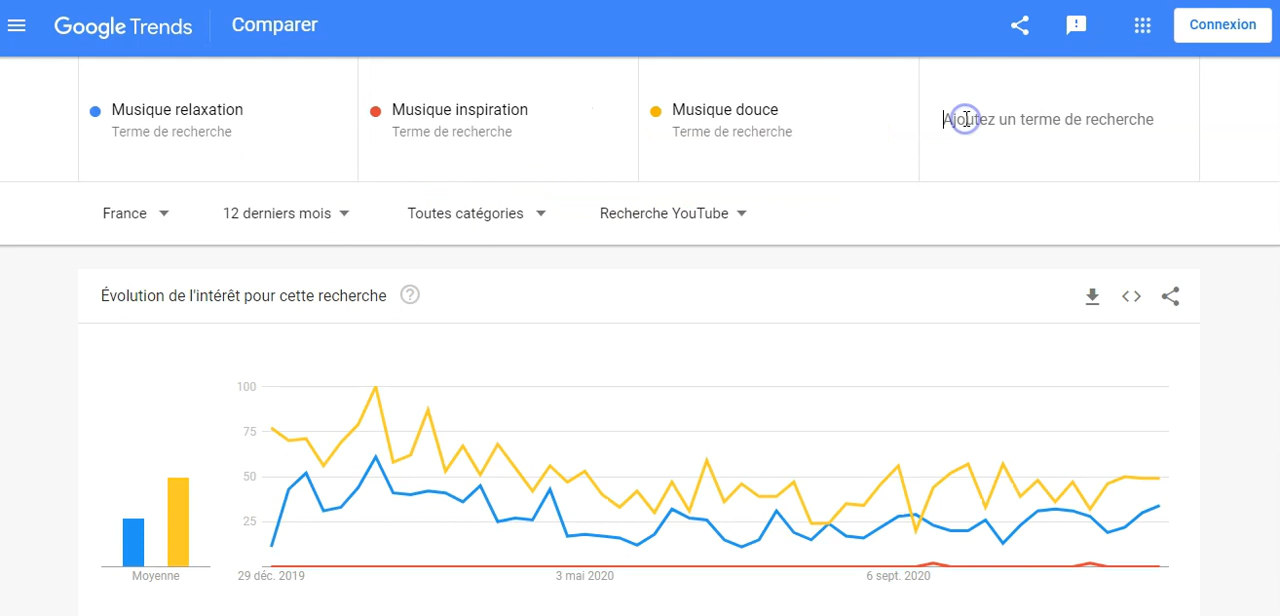 Google Trends Comparer Connexion
Musique relaxation Musique inspiration Musique douce
Terme de recherche Terme de recherche Terme de recherche
Ajoutez un terme de recherche
France 12 derniers mois Toutes catégories Recherche YouTube
Évolution de l'intérêt pour cette recherche ?
100
75
50
25
Moyenne 29 déc. 2019 3 mai 2020 6 sept. 2020